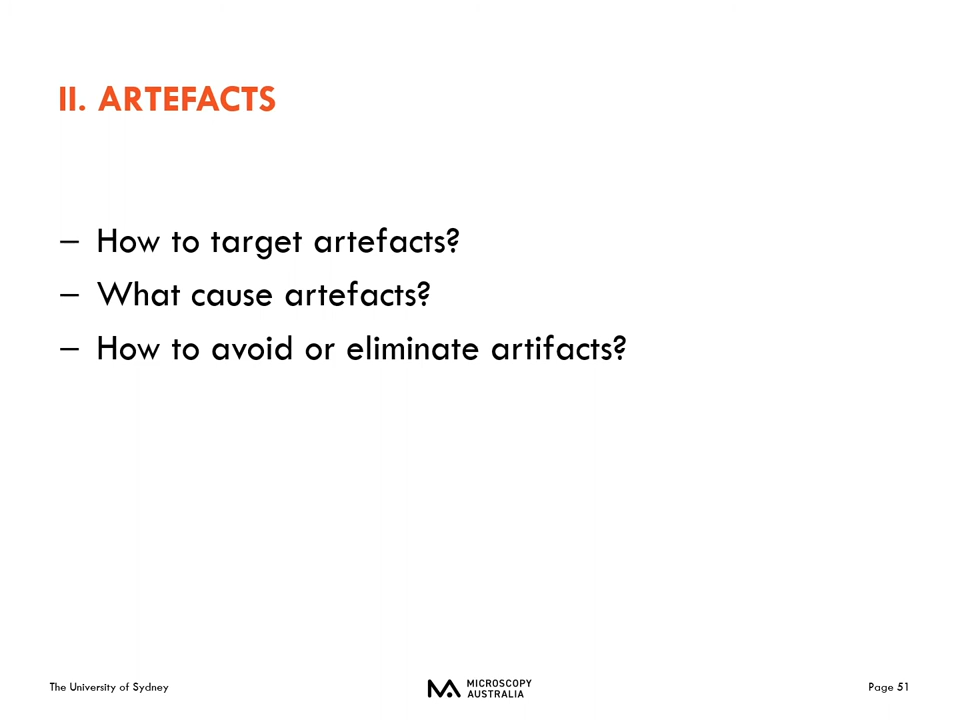 II. ARTEFACTS
– How to target artefacts?
– What cause artefacts?
– How to avoid or eliminate artifacts?
The University of Sydney
MICROSCOPY
AUSTRALIA
Page 51